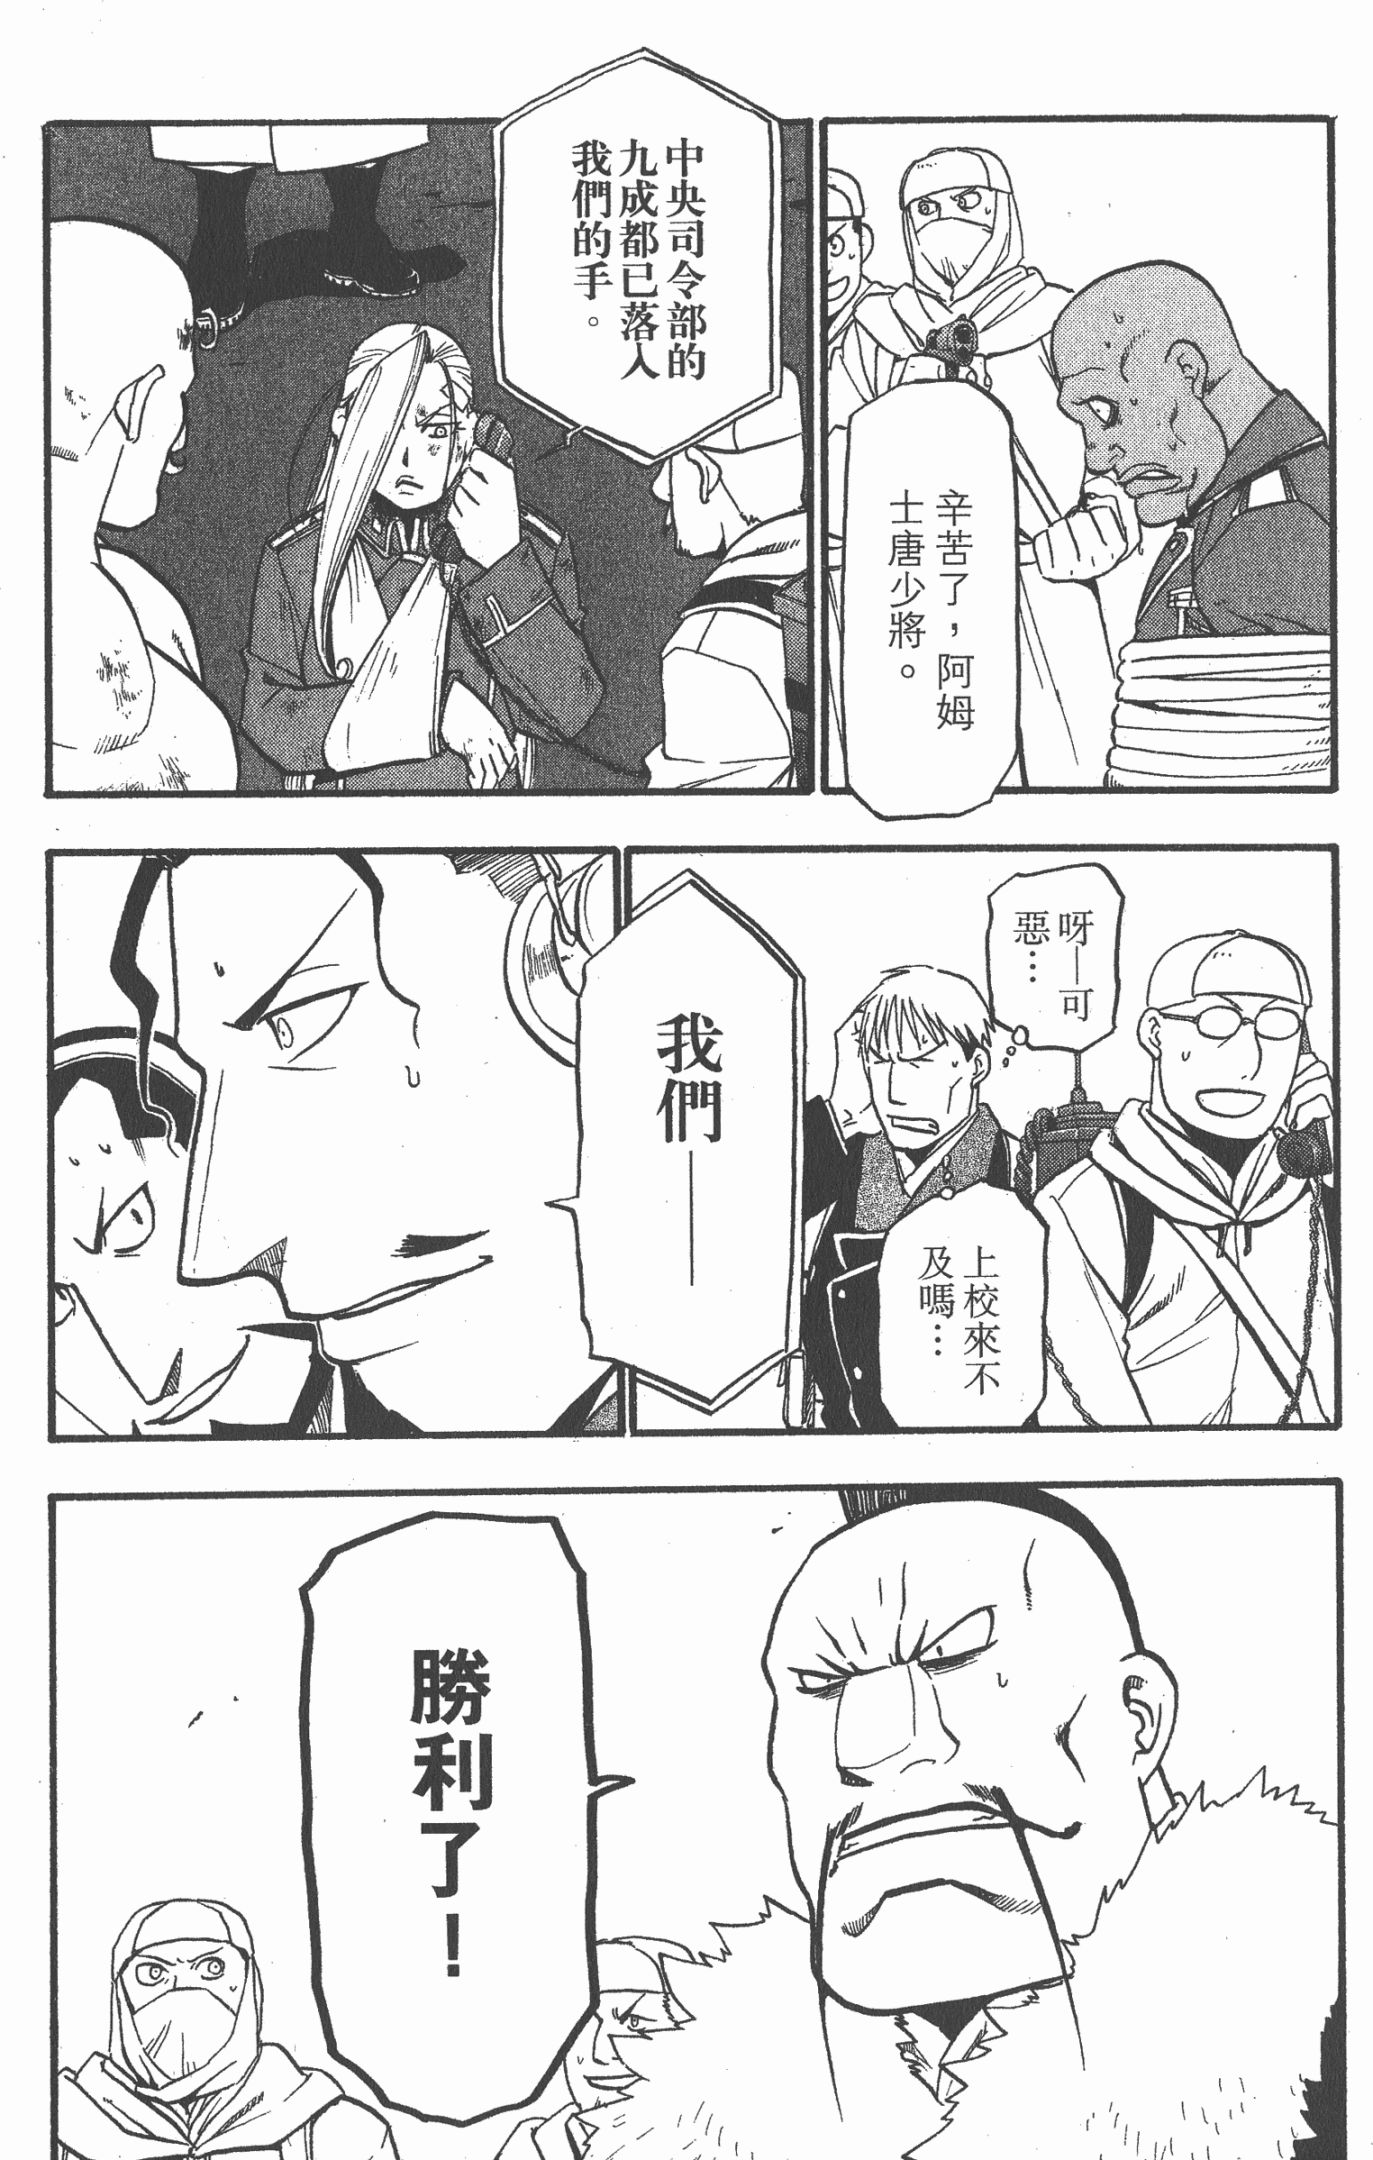 辛苦了，阿姆
士唐少將。
中央司令部的
九成都已落入
我們的手。
呀─可
惡…
上校來不
及嗎…
我們──
勝利了！